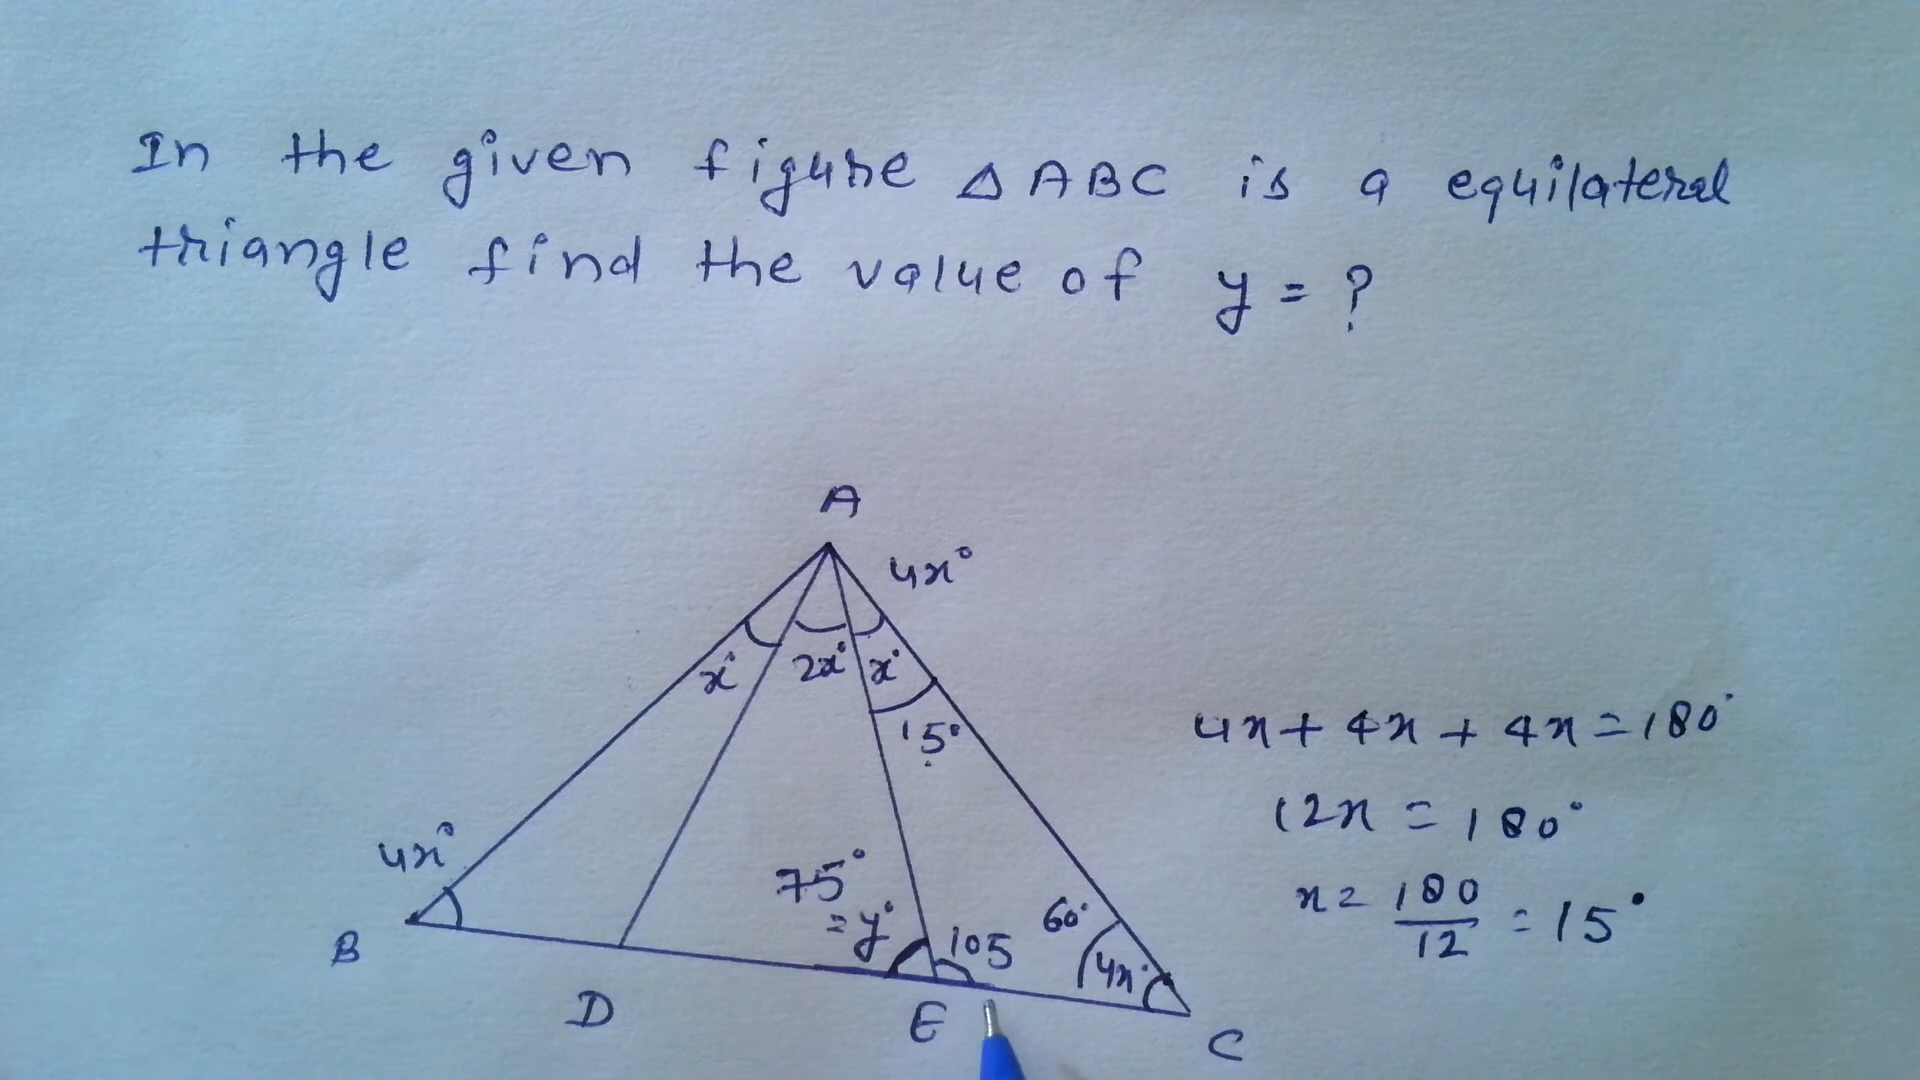 In the given figure △ABC is a equilateral
triangle find the value of y = ?
A
4x°
x°
2x°
x°
15°
4x°
75°
= y°
105
60°
4x°
B
D
E
C
4x + 4x + 4x = 180°
12x = 180°
x = 180/12 = 15°